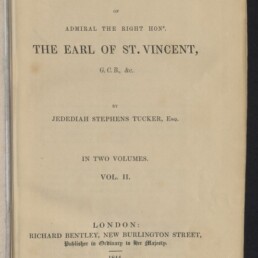 OF
ADMIRAL THE RIGHT HONᴿ.
THE EARL OF ST. VINCENT,
G. C. B., &c.
BY
JEDEDIAH STEPHENS TUCKER, Esq.
IN TWO VOLUMES.
VOL. II.
LONDON:
RICHARD BENTLEY, NEW BURLINGTON STREET,
Publisher in Ordinary to Her Majesty.